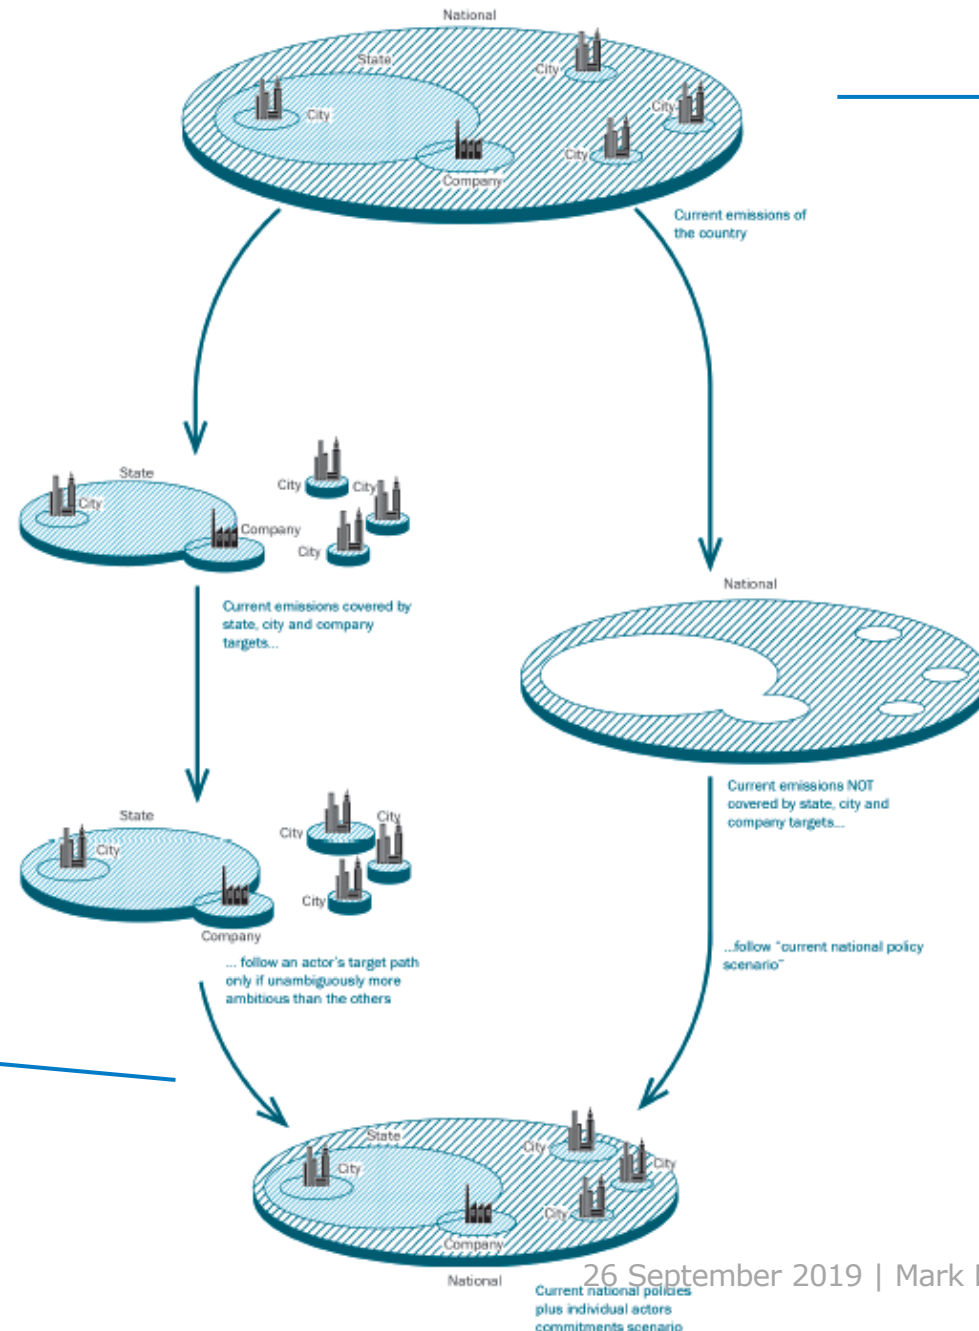 National
State
City
City
City
City
Company
Current emissions of
the country
State
City
Company
City
City
City
Current emissions covered by
state, city and company
targets...
National
Current emissions NOT
covered by state, city and
company targets...
State
City
Company
City
City
City
... follow an actor's target path
only if unambiguously more
ambitious than the others
...follow "current national policy
scenario"
State
City
City
City
City
Company
National
26 September 2019 | Mark
Current national policies
plus individual actors
commitments scenario